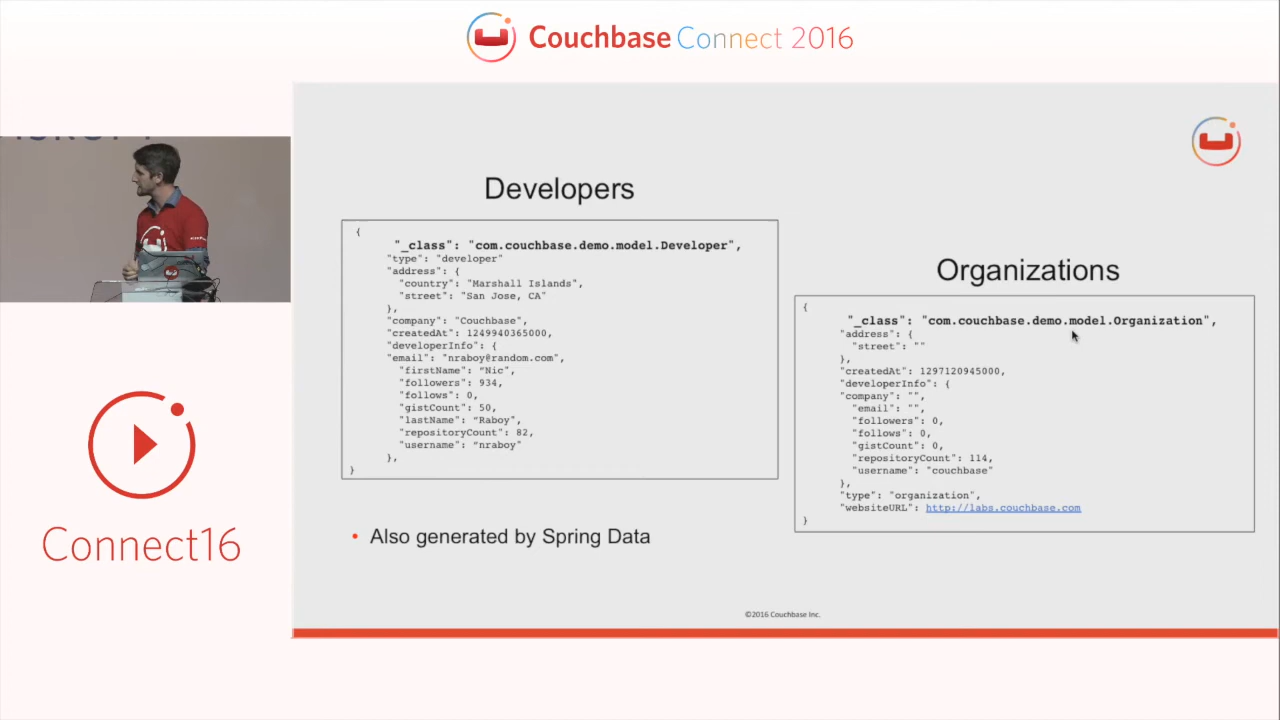 Couchbase Connect 2016
Developers
{
"_class": "com.couchbase.demo.model.Developer",
"type": "developer"
"address": {
"country": "Marshall Islands",
"street": "San Jose, CA"
},
"company": "Couchbase",
"createdAt": 1249940365000,
"developerInfo": {
"email": "nraboy@random.com",
"firstName": "Nic",
"followers": 934,
"follows": 0,
"gistCount": 50,
"lastName": "Raboy",
"repositoryCount": 82,
"username": "nraboy"
},
}
Organizations
{
"_class": "com.couchbase.demo.model.Organization",
"address": {
"street": ""
},
"createdAt": 1297120945000,
"developerInfo": {
"company": "",
"email": "",
"followers": 0,
"follows": 0,
"gistCount": 0,
"repositoryCount": 114,
"username": "couchbase"
},
"type": "organization",
"websiteURL": http://labs.couchbase.com
}
• Also generated by Spring Data
©2016 Couchbase Inc.
Connect16